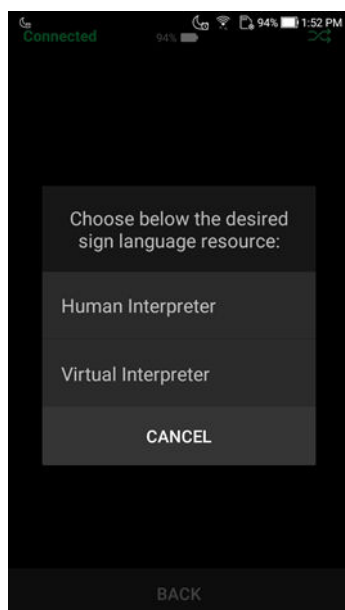 94% 1:52 PM
Connected 94%
Choose below the desired
sign language resource:
Human Interpreter
Virtual Interpreter
CANCEL
BACK